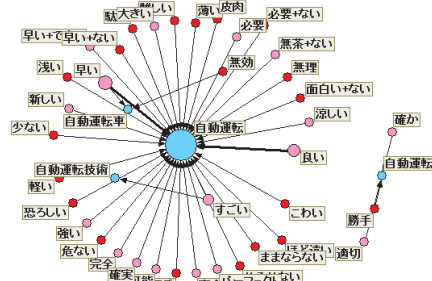 薄い
皮肉
大きい
必要
必要+ない
早い+ない
無茶+ない
浅い
早い
無効
無理
面白い+ない
新しい
自動運転車
涼しい
少ない
自動運転
確か
自動運転技術
良い
自動運転
軽い
恐ろしい
すごい
こわい
勝手
強い
危ない
ままならない
適切
完全
確実